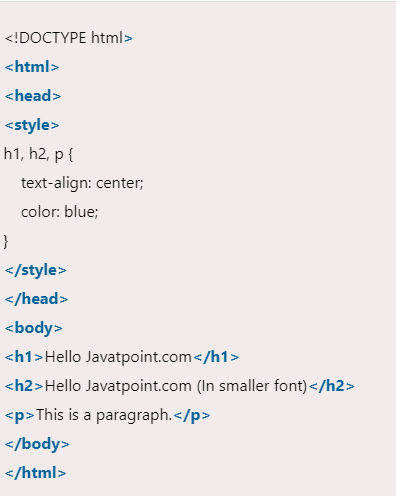 <!DOCTYPE html>
<html>
<head>
<style>
h1, h2, p {
    text-align: center;
    color: blue;
}
</style>
</head>
<body>
<h1>Hello Javatpoint.com</h1>
<h2>Hello Javatpoint.com (In smaller font)</h2>
<p>This is a paragraph.</p>
</body>
</html>